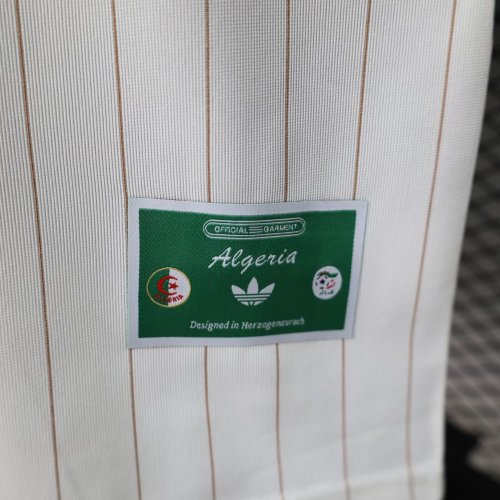 OFFICIAL GARMENT
Algeria
Designed in Herzogenaurach